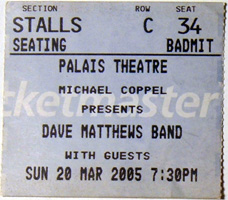 SECTION ROW SEAT
STALLS C 34
SEATING BADMIT
PALAIS THEATRE
MICHAEL COPPEL
PRESENTS
DAVE MATTHEWS BAND
WITH GUESTS
SUN 20 MAR 2005 7:30PM